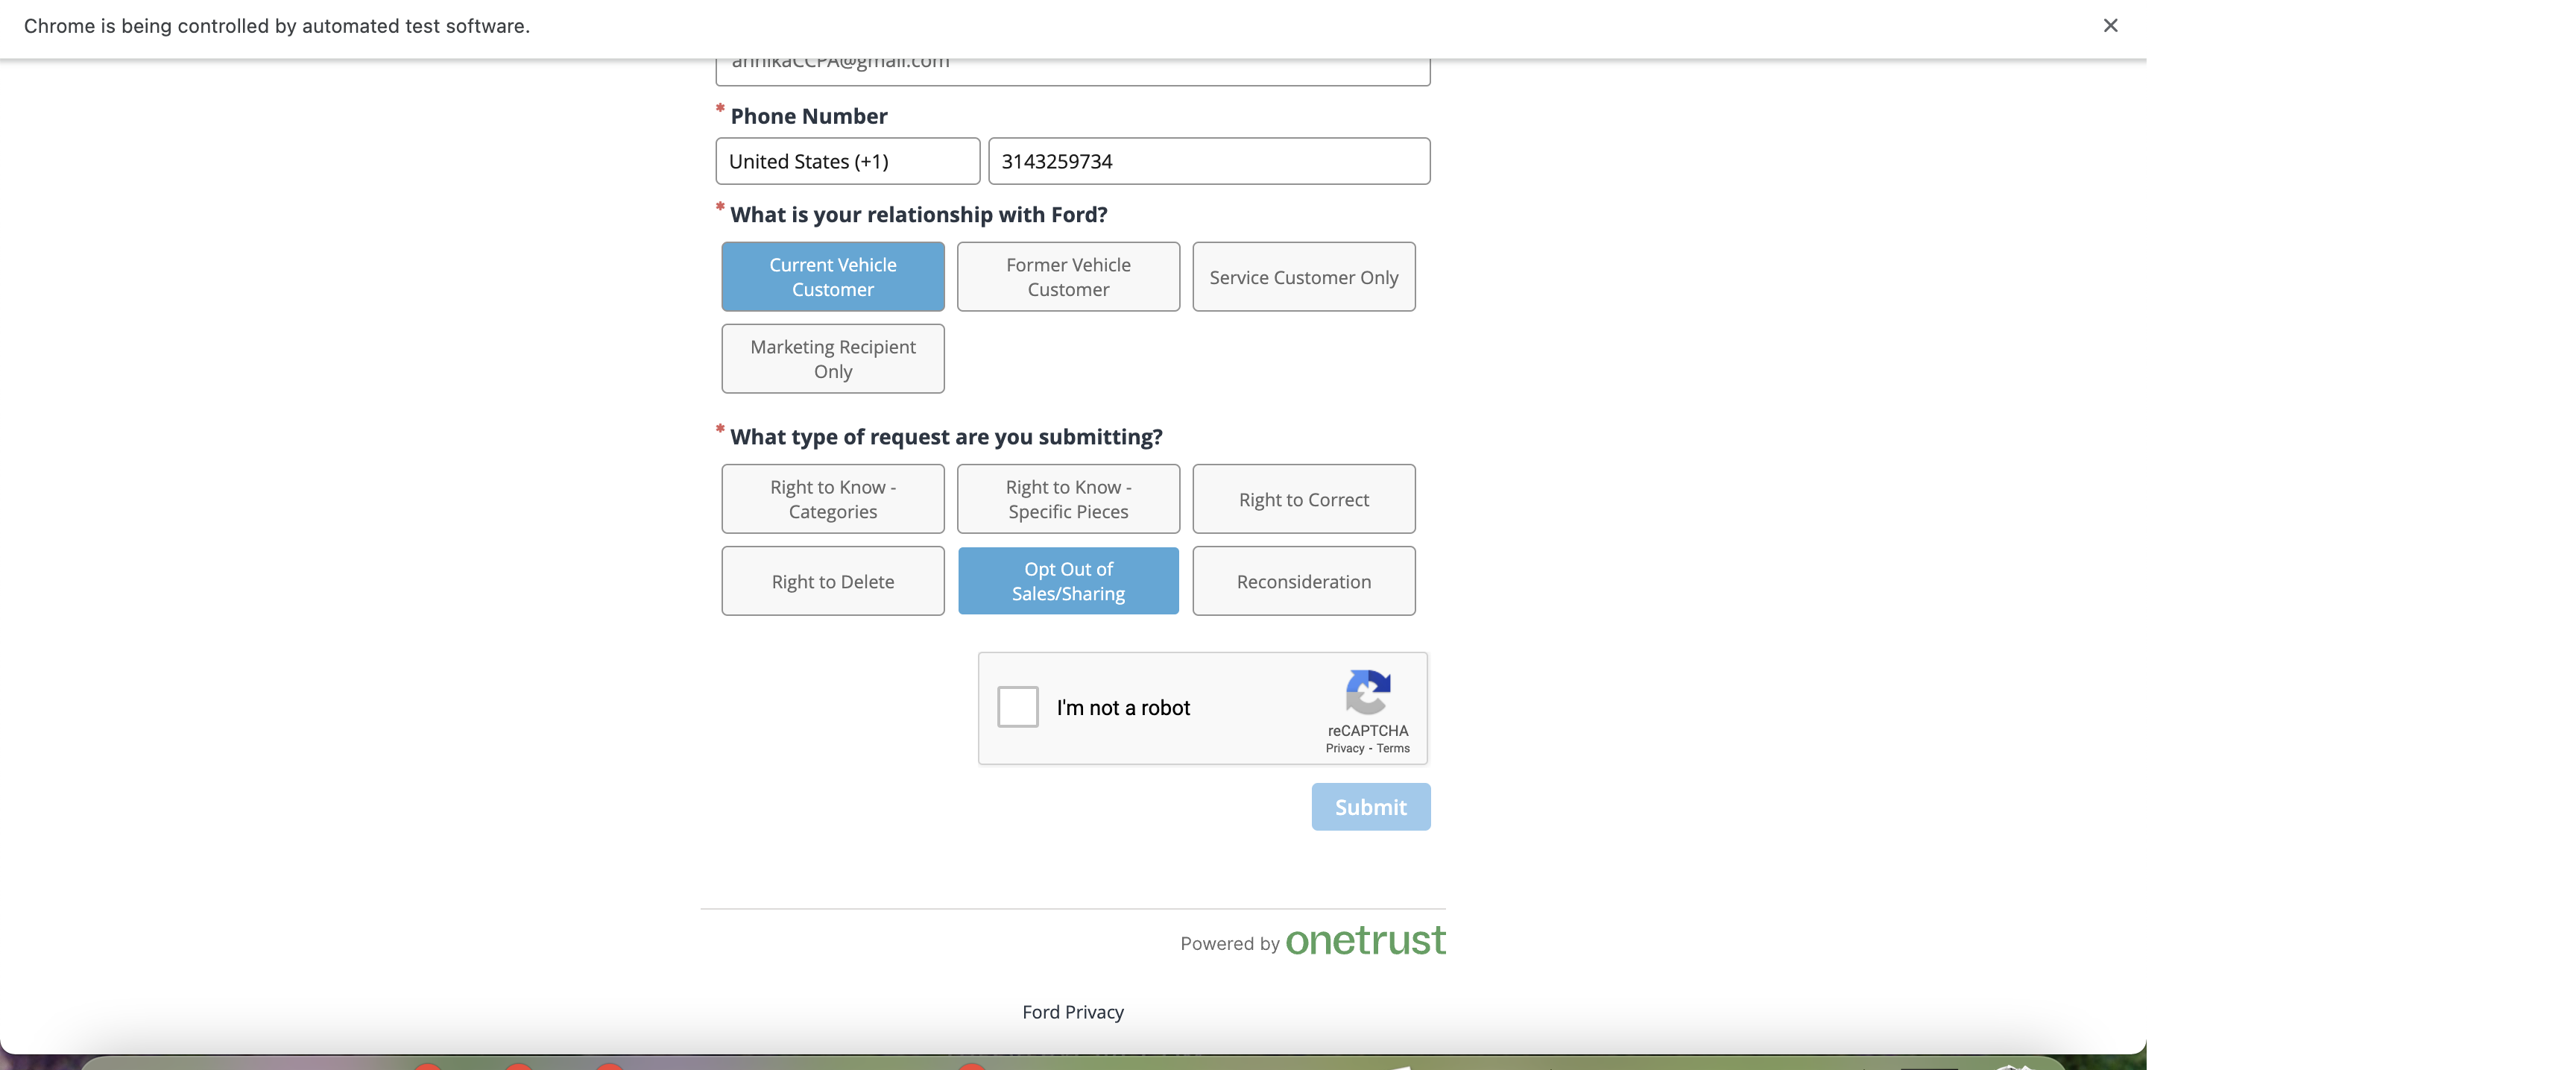 Chrome is being controlled by automated test software.
annikaCCPA@gmail.com
* Phone Number
United States (+1) 3143259734
* What is your relationship with Ford?
Current Vehicle Customer
Former Vehicle Customer
Service Customer Only
Marketing Recipient Only
* What type of request are you submitting?
Right to Know - Categories
Right to Know - Specific Pieces
Right to Correct
Right to Delete
Opt Out of Sales/Sharing
Reconsideration
I'm not a robot
reCAPTCHA
Privacy - Terms
Submit
Powered by onetrust
Ford Privacy